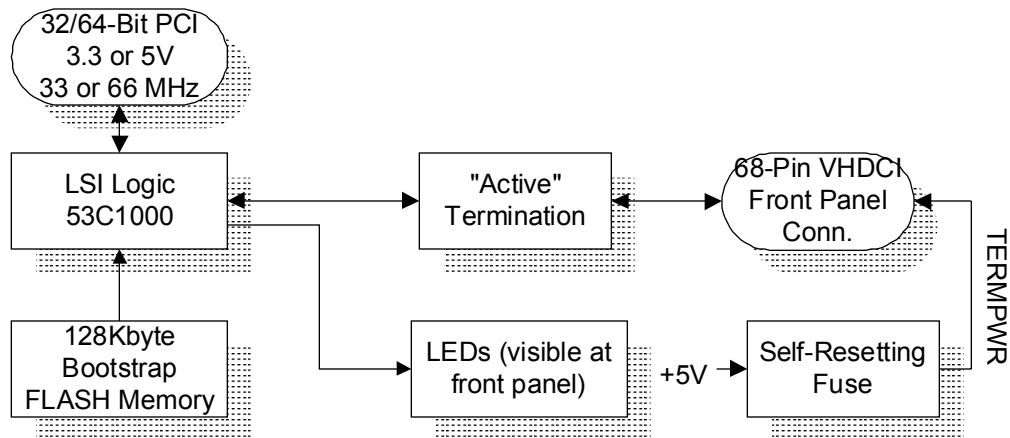 32/64-Bit PCI
3.3 or 5V
33 or 66 MHz
LSI Logic
53C1000
"Active"
Termination
68-Pin VHDCI
Front Panel
Conn.
TERMPWR
128Kbyte
Bootstrap
FLASH Memory
LEDs (visible at
front panel)
+5V
Self-Resetting
Fuse